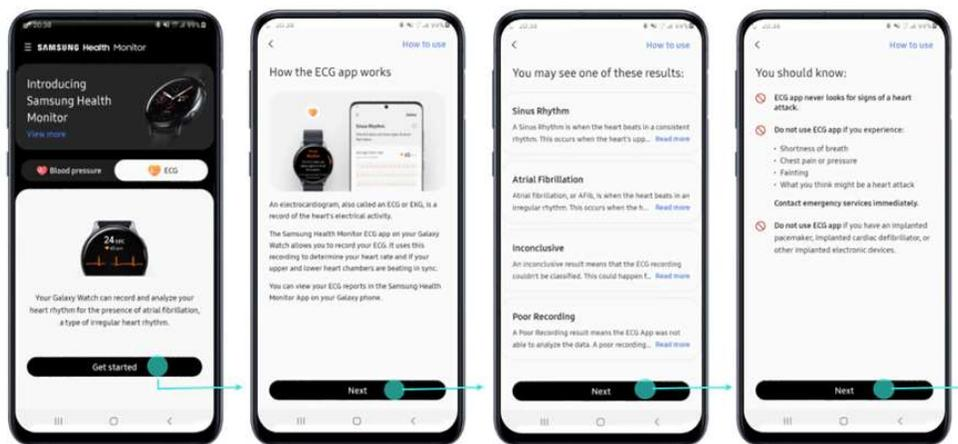 20:38
SAMSUNG Health Monitor
Introducing
Samsung Health
Monitor
View more
Blood pressure
ECG
24 sec
Your Galaxy Watch can record and analyze your
heart rhythm for the presence of atrial fibrillation,
a type of irregular heart rhythm.
Get started
20:38
How to use
How the ECG app works
Sinus Rhythm
An electrocardiogram, also called an ECG or EKG, is a
record of the heart's electrical activity.
The Samsung Health Monitor ECG app on your Galaxy
Watch allows you to record your ECG. It uses this
recording to determine your heart rate and if your
upper and lower heart chambers are beating in sync.
You can view your ECG reports in the Samsung Health
Monitor App on your Galaxy phone.
Next
20:38
How to use
You may see one of these results:
Sinus Rhythm
A Sinus Rhythm is when the heart beats in a consistent
rhythm. This occurs when the heart's upp... Read more
Atrial Fibrillation
Atrial fibrillation, or AFib, is when the heart beats in an
irregular rhythm. This occurs when the h... Read more
Inconclusive
An inconclusive result means that the ECG recording
couldn't be classified. This could happen f... Read more
Poor Recording
A Poor Recording result means the ECG App was not
able to analyze the data. A poor recording... Read more
Next
20:38
How to use
You should know:
ECG app never looks for signs of a heart
attack.
Do not use ECG app if you experience:
• Shortness of breath
• Chest pain or pressure
• Fainting
• What you think might be a heart attack
Contact emergency services immediately.
Do not use ECG app if you have an implanted
pacemaker, implanted cardiac defibrillator, or
other implanted electronic devices.
Next